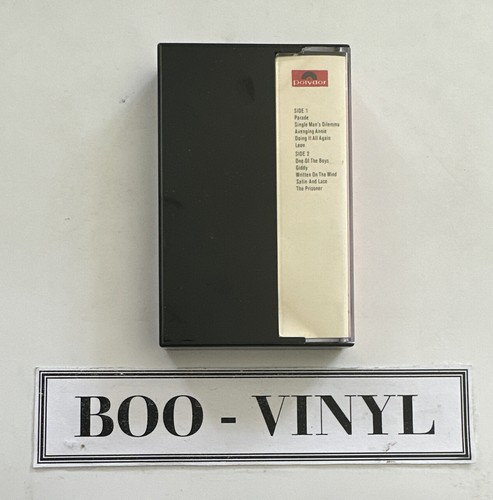 polydor
SIDE 1
Parade
Single Man's Dilemma
Avenging Annie
Doing It All Again
Leon
SIDE 2
One Of The Boys
Giddy
Written On The Wind
Satin And Lace
The Prisoner
BOO - VINYL